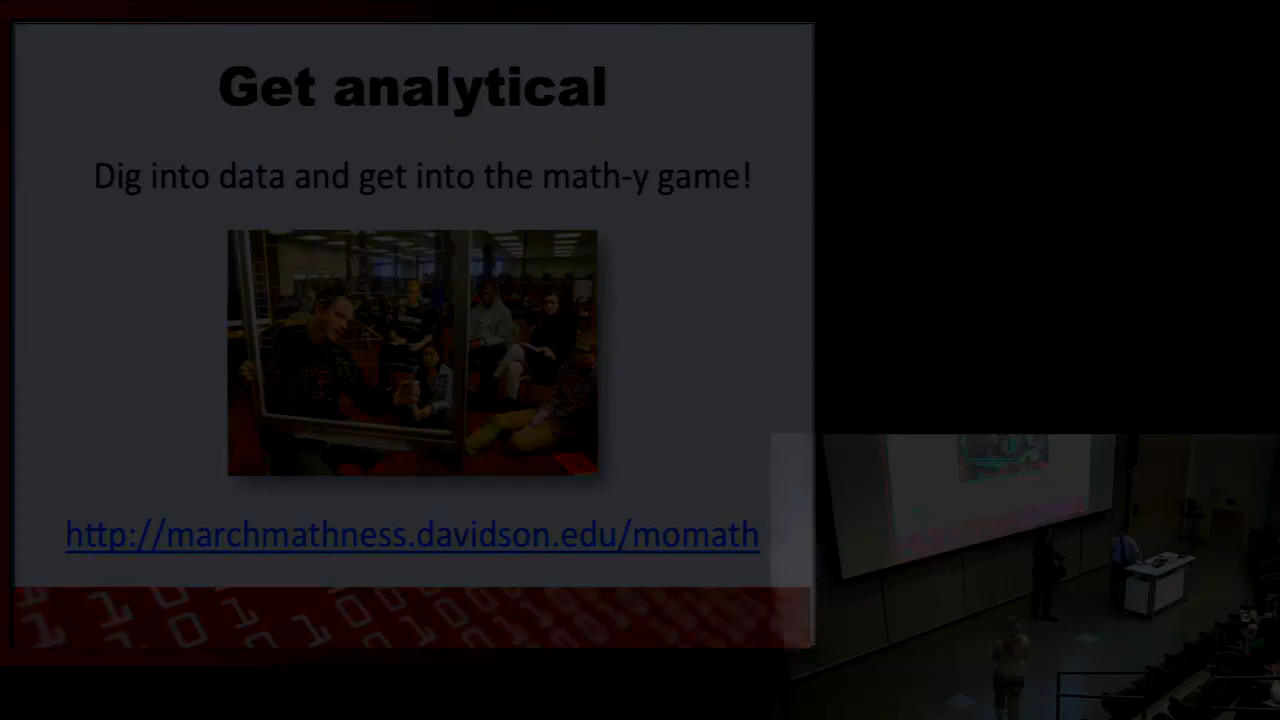 Get analytical
Dig into data and get into the math-y game!
http://marchmathness.davidson.edu/momath